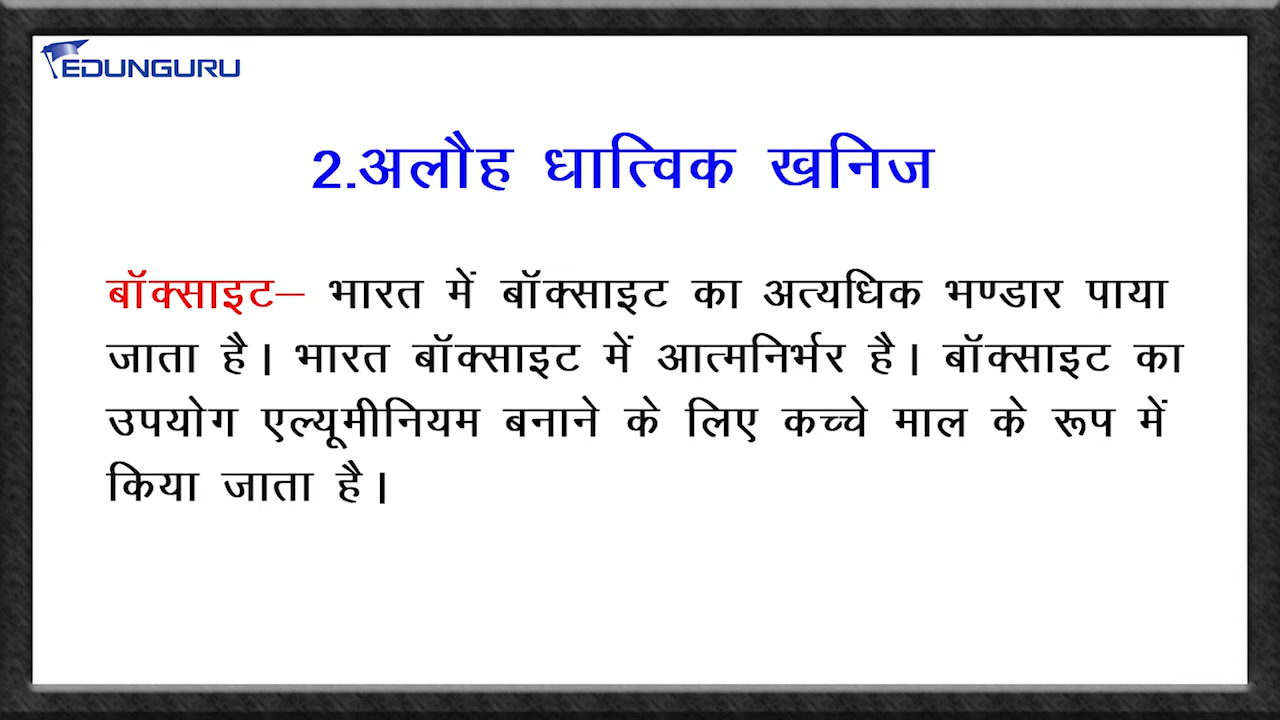 EDUNGURU
2.अलौह धात्विक खनिज
बॉक्साइट– भारत में बॉक्साइट का अत्यधिक भण्डार पाया
जाता है। भारत बॉक्साइट में आत्मनिर्भर है। बॉक्साइट का
उपयोग एल्यूमीनियम बनाने के लिए कच्चे माल के रूप में
किया जाता है।